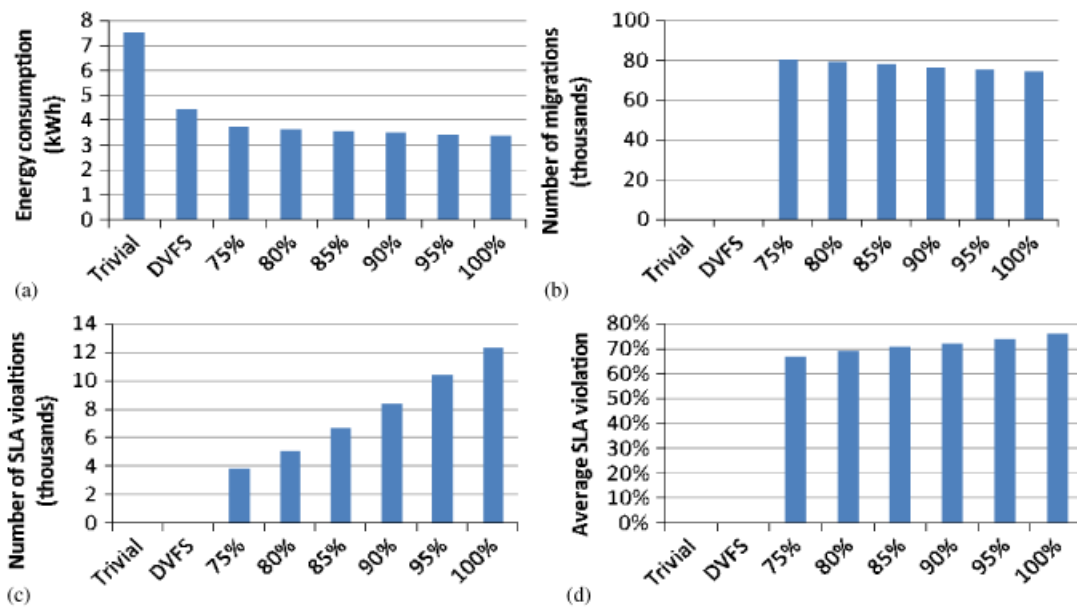 Energy consumption
(kWh)
8
7
6
5
4
3
2
1
0
Trivial
DVFS
75%
80%
85%
90%
95%
100%
(a)
Number of migrations
(thousands)
100
80
60
40
20
0
Trivial
DVFS
75%
80%
85%
90%
95%
100%
(b)
Number of SLA vioaltions
(thousands)
14
12
10
8
6
4
2
0
Trivial
DVFS
75%
80%
85%
90%
95%
100%
(c)
Average SLA violation
80%
70%
60%
50%
40%
30%
20%
10%
0%
Trivial
DVFS
75%
80%
85%
90%
95%
100%
(d)